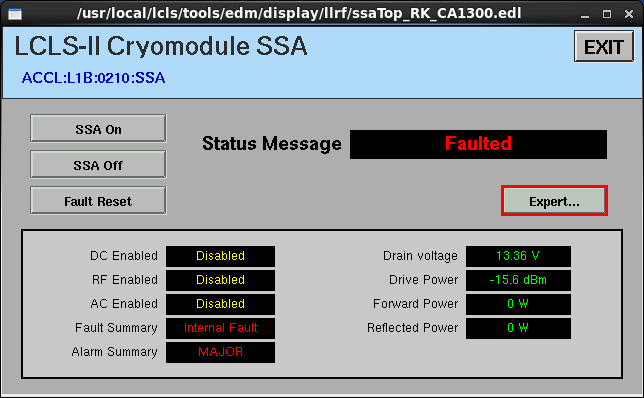 /usr/local/lcls/tools/edm/display/llrf/ssaTop_RK_CA1300.edl
LCLS-II Cryomodule SSA
EXIT
ACCL:L1B:0210:SSA
SSA On
Status Message
Faulted
SSA Off
Fault Reset
Expert...
DC Enabled Disabled
RF Enabled Disabled
AC Enabled Disabled
Fault Summary Internal Fault
Alarm Summary MAJOR
Drain voltage 13.36 V
Drive Power -15.6 dBm
Forward Power 0 W
Reflected Power 0 W